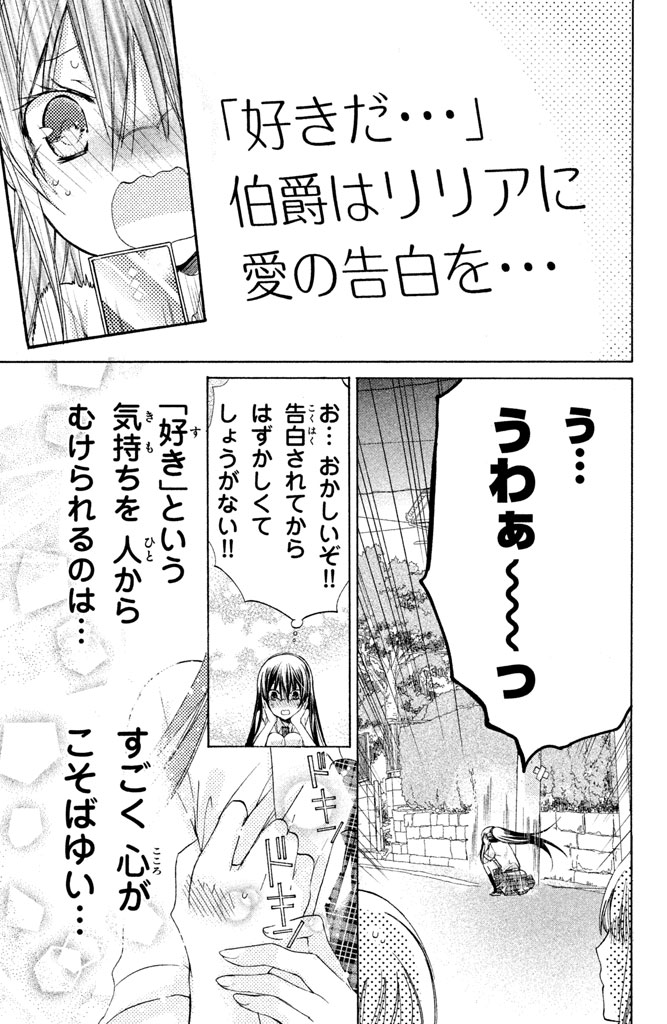 「好きだ・・・」
伯爵はリリアに
愛の告白を・・・
う…
うわぁ〜〜〜っ
お… おかしいぞ!!
告白されてから
はずかしくて
しょうがない!!
「好き」という
気持ちを 人から
むけられるのは…
ドキン
ドキン
すごく 心が
こそばゆい…